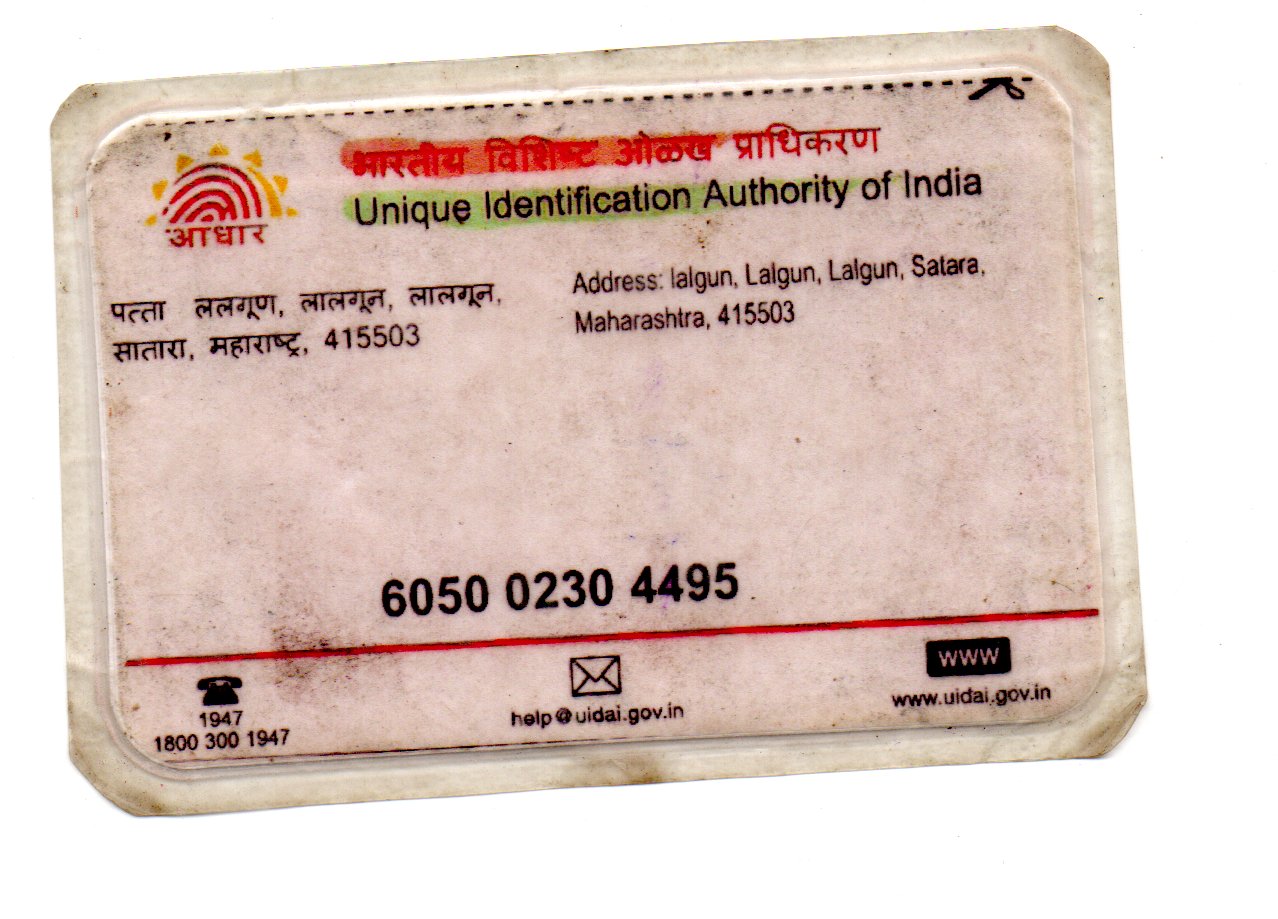 भारतीय विशिष्ट ओळख प्राधिकरण
Unique Identification Authority of India
आधार
पत्ता ललगूण, लालगून, लालगून,
सातारा, महाराष्ट्र, 415503
Address: lalgun, Lalgun, Lalgun, Satara,
Maharashtra, 415503
6050 0230 4495
1947
1800 300 1947
help@uidai.gov.in
WWW
www.uidai.gov.in